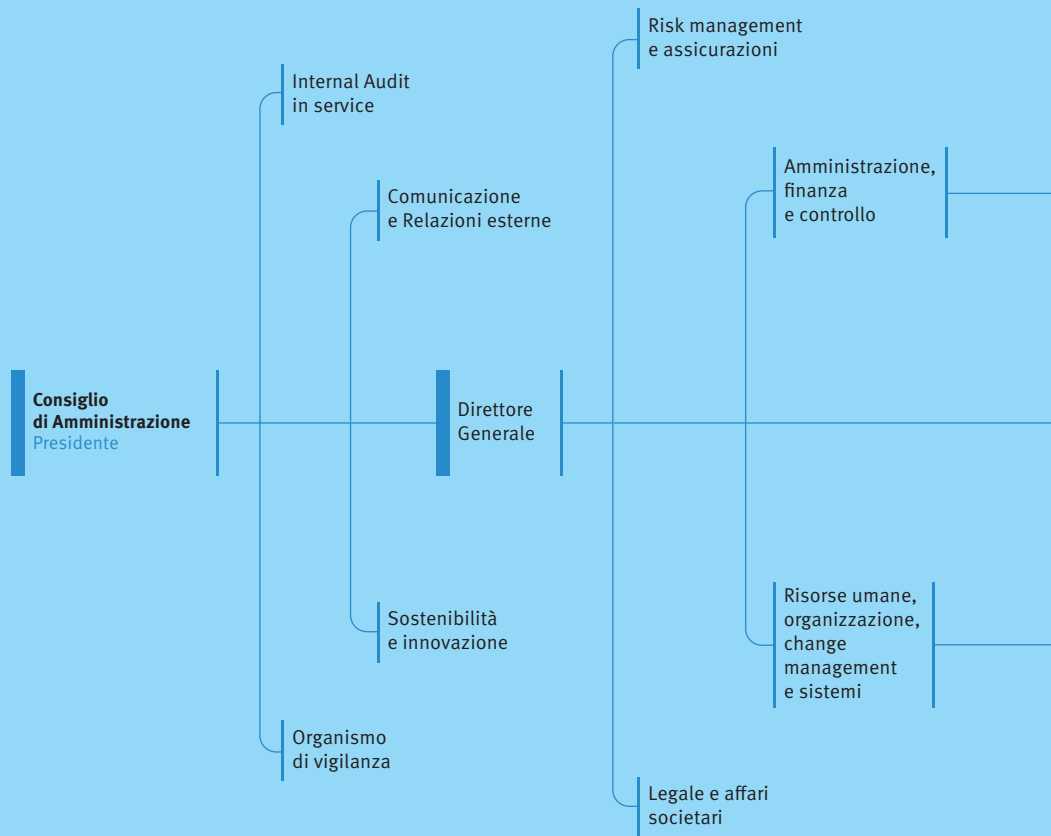 Risk management
e assicurazioni
Internal Audit
in service
Amministrazione,
finanza
e controllo
Comunicazione
e Relazioni esterne
Consiglio
di Amministrazione
Presidente
Direttore
Generale
Risorse umane,
organizzazione,
change
management
e sistemi
Sostenibilità
e innovazione
Organismo
di vigilanza
Legale e affari
societari